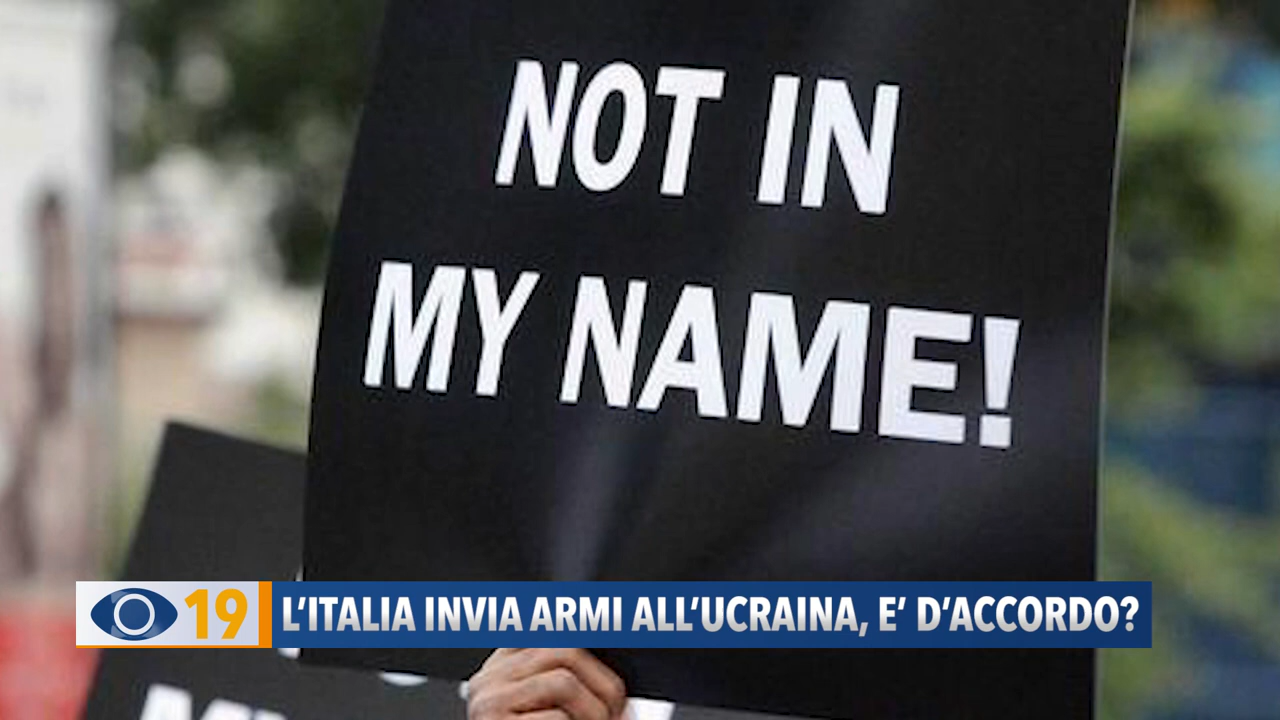 NOT IN
MY NAME!
19
L'ITALIA INVIA ARMI ALL'UCRAINA, E' D'ACCORDO?